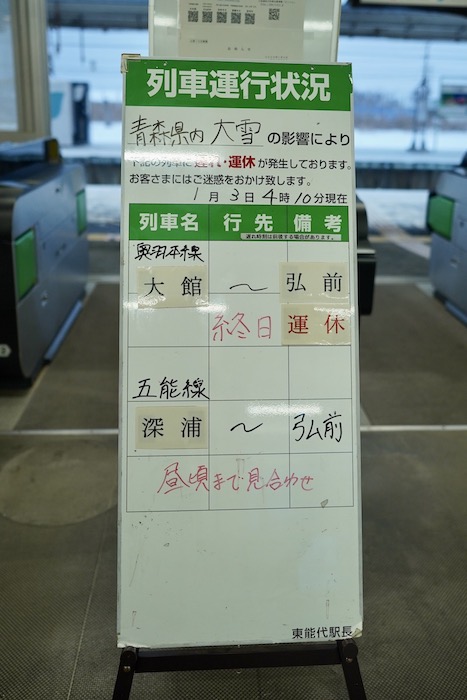 列車運行状況
青森県内 大雪 の影響により
下記の列車に 遅れ・運休 が発生しております。
お客さまにはご迷惑をおかけ致します。
1月3日4時10分現在
列車名 行先 備考
遅れ時刻は前後する場合があります。
奥羽本線
大館 〜 弘前
終日 運休
五能線
深浦 〜 弘前
昼頃まで見合わせ
東能代駅長